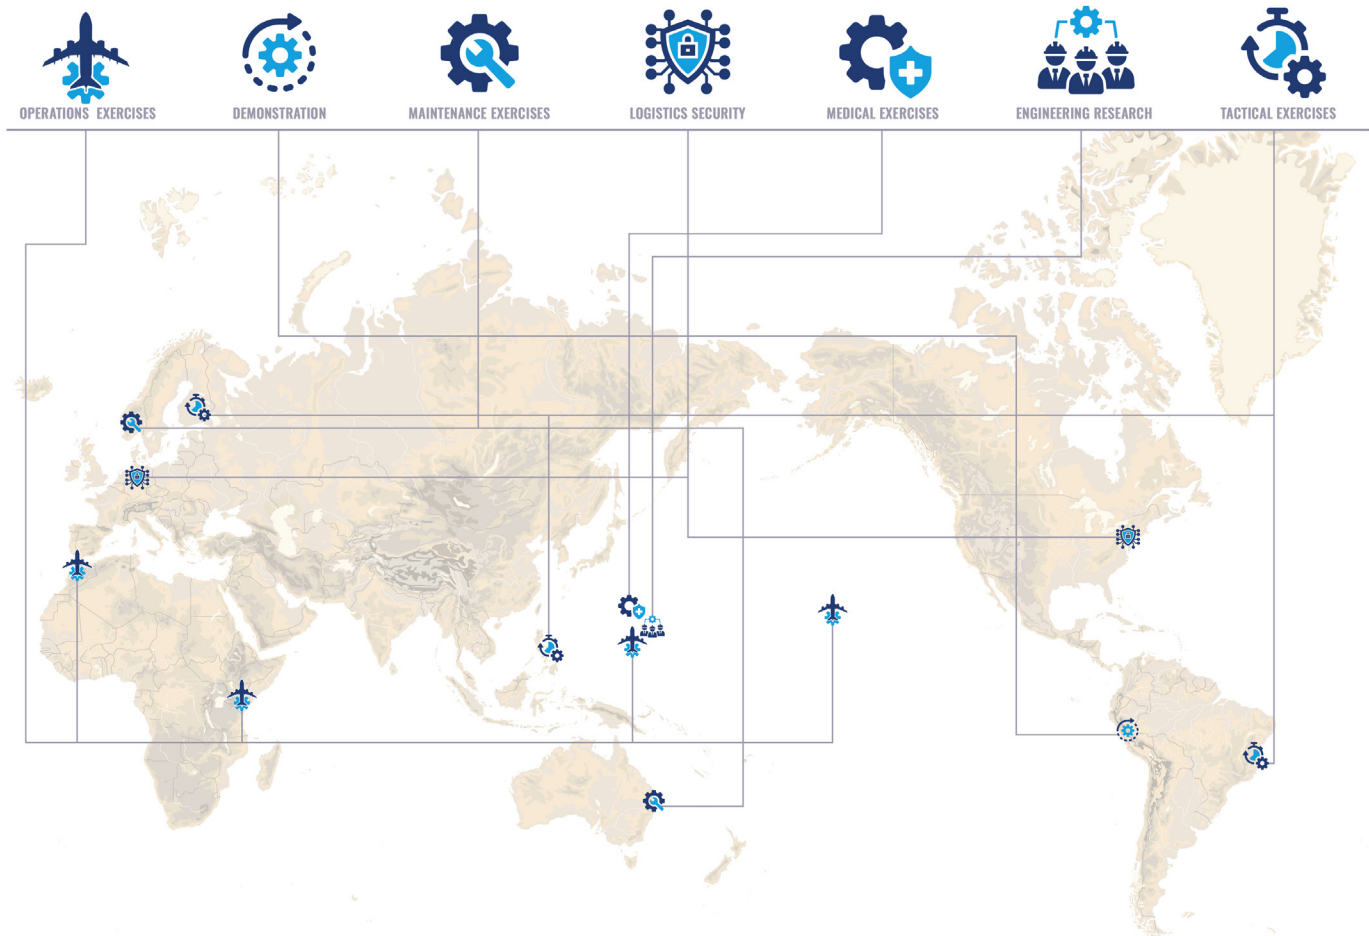 OPERATIONS EXERCISES
DEMONSTRATION
MAINTENANCE EXERCISES
LOGISTICS SECURITY
MEDICAL EXERCISES
ENGINEERING RESEARCH
TACTICAL EXERCISES